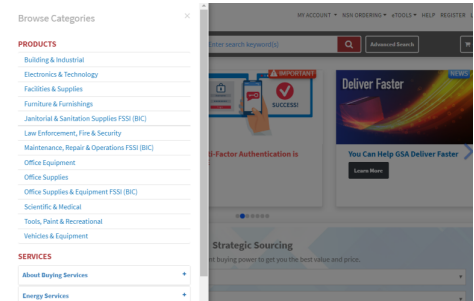 Browse Categories ×
PRODUCTS
Building & Industrial
Electronics & Technology
Facilities & Supplies
Furniture & Furnishings
Janitorial & Sanitation Supplies FSSI (BIC)
Law Enforcement, Fire & Security
Maintenance, Repair & Operations FSSI (BIC)
Office Equipment
Office Supplies
Office Supplies & Equipment FSSI (BIC)
Scientific & Medical
Tools, Paint & Recreational
Vehicles & Equipment
SERVICES
About Buying Services +
Energy Services +
MY ACCOUNT NSN ORDERING eTOOLS HELP REGISTER
Enter search keyword(s)
Advanced Search
IMPORTANT
SUCCESS!
i-Factor Authentication is
NEWS
Deliver Faster
You Can Help GSA Deliver Faster
Learn More
Strategic Sourcing
nt buying power to get you the best value and price.